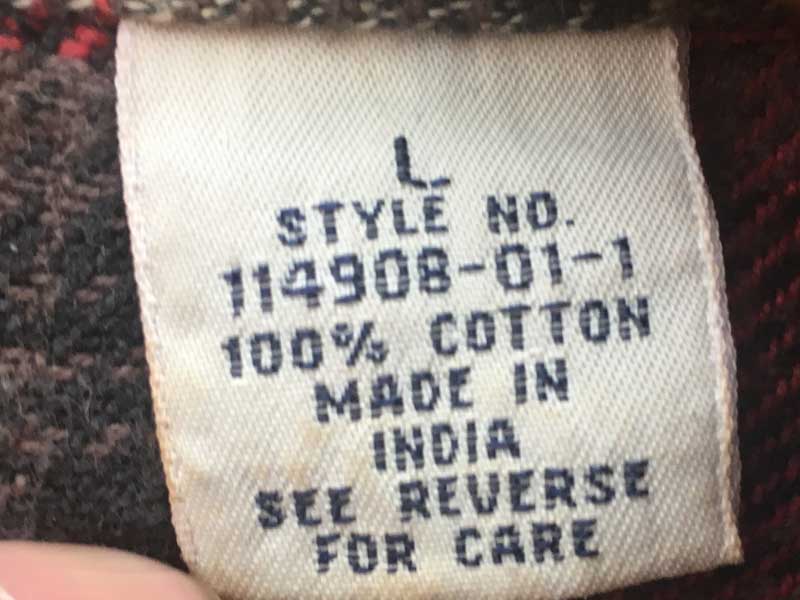 L
STYLE NO.
114908-01-1
100% COTTON
MADE IN
INDIA
SEE REVERSE
FOR CARE